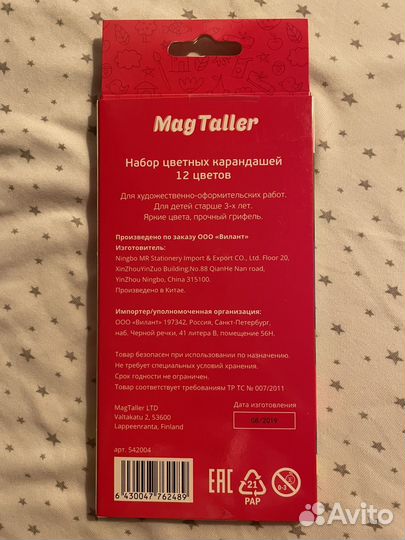 MagTaller
Набор цветных карандашей
12 цветов
Для художественно-оформительских работ.
Для детей старше 3-х лет.
Яркие цвета, прочный грифель.
Произведено по заказу ООО «Вилант»
Изготовитель:
Ningbo MR Stationery Import & Export CO., Ltd. Floor 20,
XinZhouYinZuo Building,No.88 QianHe Nan road,
YinZhou Ningbo, China 315100.
Произведено в Китае.
Импортер/уполномоченная организация:
ООО «Вилант» 197342, Россия, Санкт-Петербург,
наб. Черной речки, 41 литера В, помещение 56Н.
Товар безопасен при использовании по назначению.
Не требует специальных условий хранения.
Срок годности не ограничен.
Товар соответствует требованиям ТР ТС № 007/2011
MagTaller LTD
Valtakatu 2, 53600
Lappeenranta, Finland
Дата изготовления
08/2019
арт. 542004
6 430047 762489
EAC
21
PAP
0-3
Avito